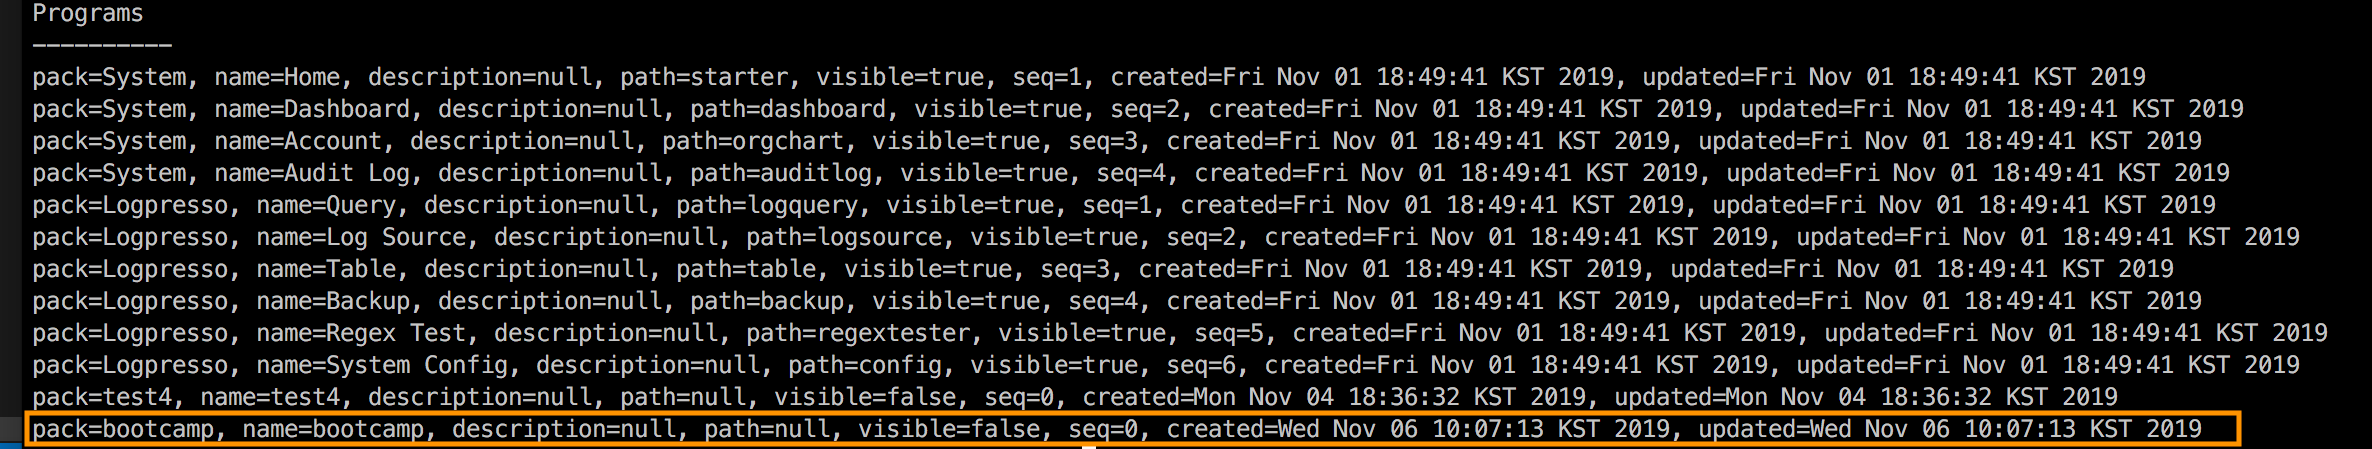 Programs
----------
pack=System, name=Home, description=null, path=starter, visible=true, seq=1, created=Fri Nov 01 18:49:41 KST 2019, updated=Fri Nov 01 18:49:41 KST 2019
pack=System, name=Dashboard, description=null, path=dashboard, visible=true, seq=2, created=Fri Nov 01 18:49:41 KST 2019, updated=Fri Nov 01 18:49:41 KST 2019
pack=System, name=Account, description=null, path=orgchart, visible=true, seq=3, created=Fri Nov 01 18:49:41 KST 2019, updated=Fri Nov 01 18:49:41 KST 2019
pack=System, name=Audit Log, description=null, path=auditlog, visible=true, seq=4, created=Fri Nov 01 18:49:41 KST 2019, updated=Fri Nov 01 18:49:41 KST 2019
pack=Logpresso, name=Query, description=null, path=logquery, visible=true, seq=1, created=Fri Nov 01 18:49:41 KST 2019, updated=Fri Nov 01 18:49:41 KST 2019
pack=Logpresso, name=Log Source, description=null, path=logsource, visible=true, seq=2, created=Fri Nov 01 18:49:41 KST 2019, updated=Fri Nov 01 18:49:41 KST 2019
pack=Logpresso, name=Table, description=null, path=table, visible=true, seq=3, created=Fri Nov 01 18:49:41 KST 2019, updated=Fri Nov 01 18:49:41 KST 2019
pack=Logpresso, name=Backup, description=null, path=backup, visible=true, seq=4, created=Fri Nov 01 18:49:41 KST 2019, updated=Fri Nov 01 18:49:41 KST 2019
pack=Logpresso, name=Regex Test, description=null, path=regextester, visible=true, seq=5, created=Fri Nov 01 18:49:41 KST 2019, updated=Fri Nov 01 18:49:41 KST 2019
pack=Logpresso, name=System Config, description=null, path=config, visible=true, seq=6, created=Fri Nov 01 18:49:41 KST 2019, updated=Fri Nov 01 18:49:41 KST 2019
pack=test4, name=test4, description=null, path=null, visible=false, seq=0, created=Mon Nov 04 18:36:32 KST 2019, updated=Mon Nov 04 18:36:32 KST 2019
pack=bootcamp, name=bootcamp, description=null, path=null, visible=false, seq=0, created=Wed Nov 06 10:07:13 KST 2019, updated=Wed Nov 06 10:07:13 KST 2019